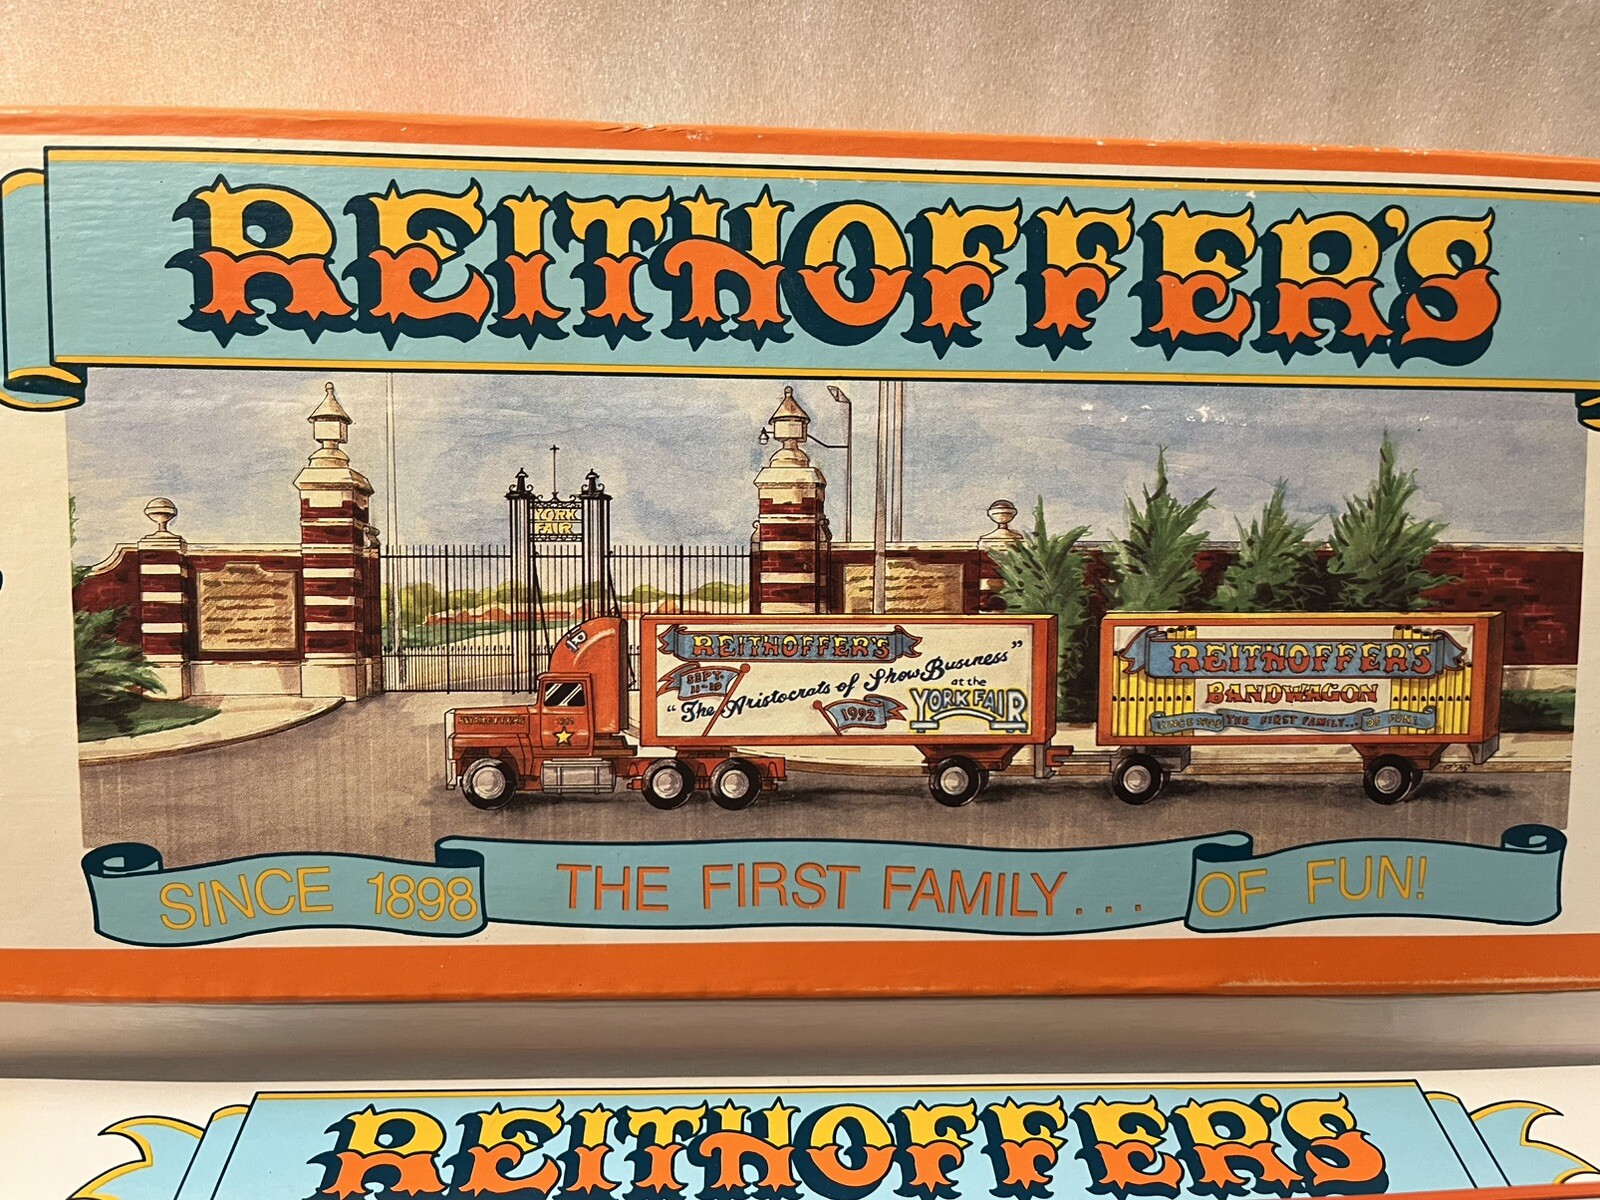 REITHOFFER'S
YORK
FAIR
REITHOFFER'S
SEPT.
11-19
"The Aristocrats of Show Business"
1992
at the
YORK FAIR
REITHOFFER'S
BANDWAGON
THE FIRST FAMILY... OF FUN!
SINCE 1898 THE FIRST FAMILY... OF FUN!
REITHOFFER'S